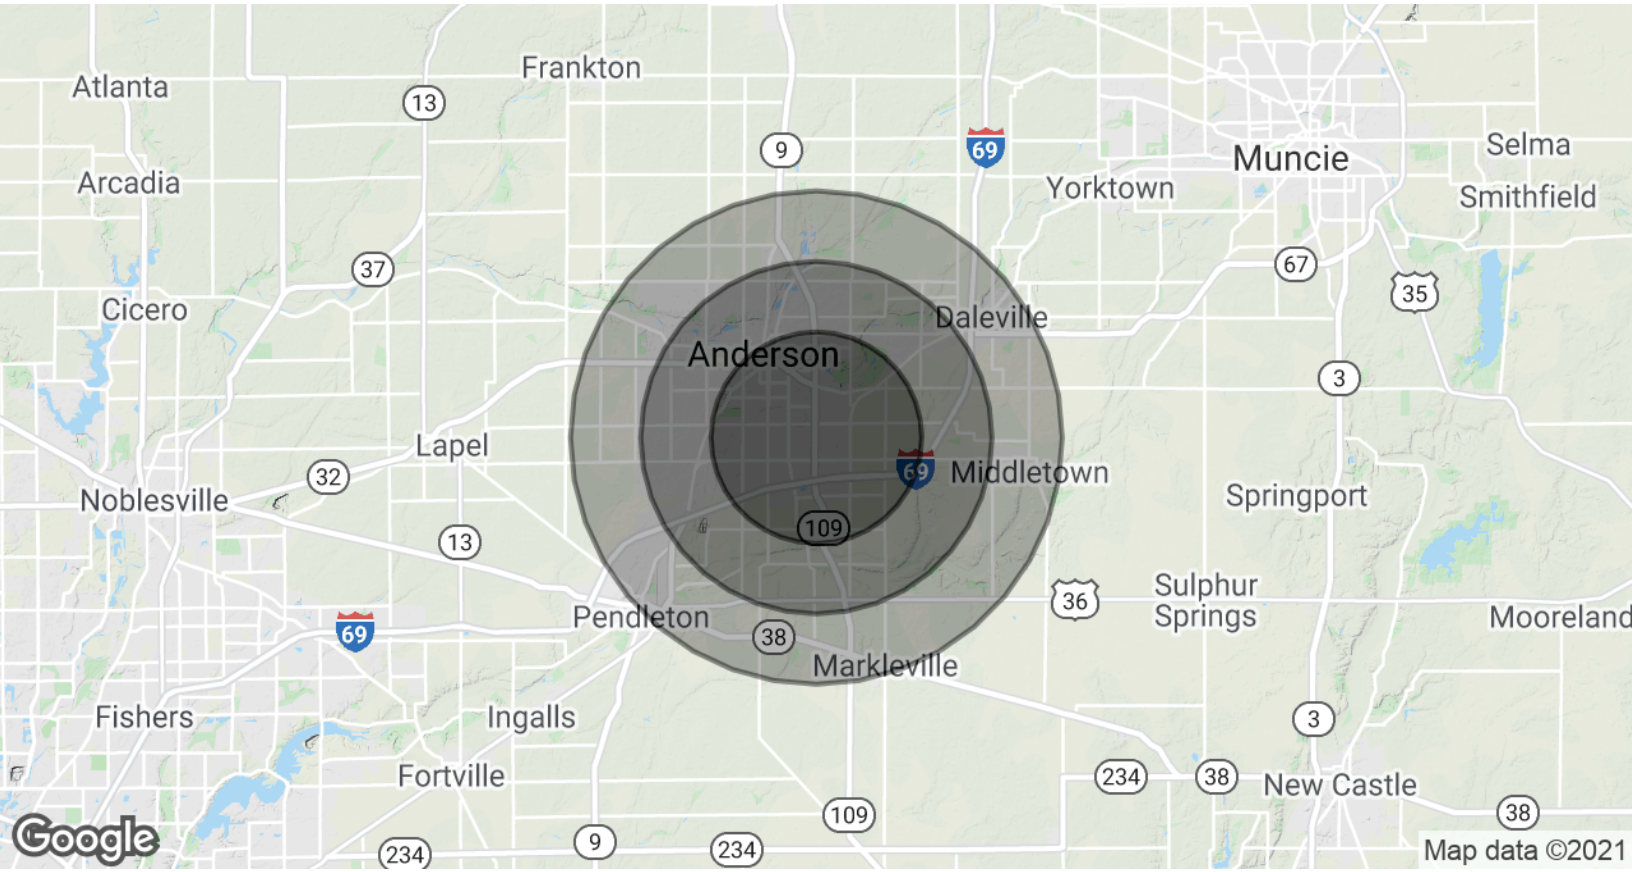 Frankton
Atlanta
13
9
69
Muncie
Selma
Arcadia
Yorktown
Smithfield
37
67
35
Cicero
Daleville
Anderson
3
Lapel
32
69
Middletown
Noblesville
Springport
109
13
36
Sulphur
Springs
Pendleton
Mooreland
69
38
Markleville
Fishers
Ingalls
3
Fortville
234
38
New Castle
109
38
Google
9
234
234
Map data ©2021